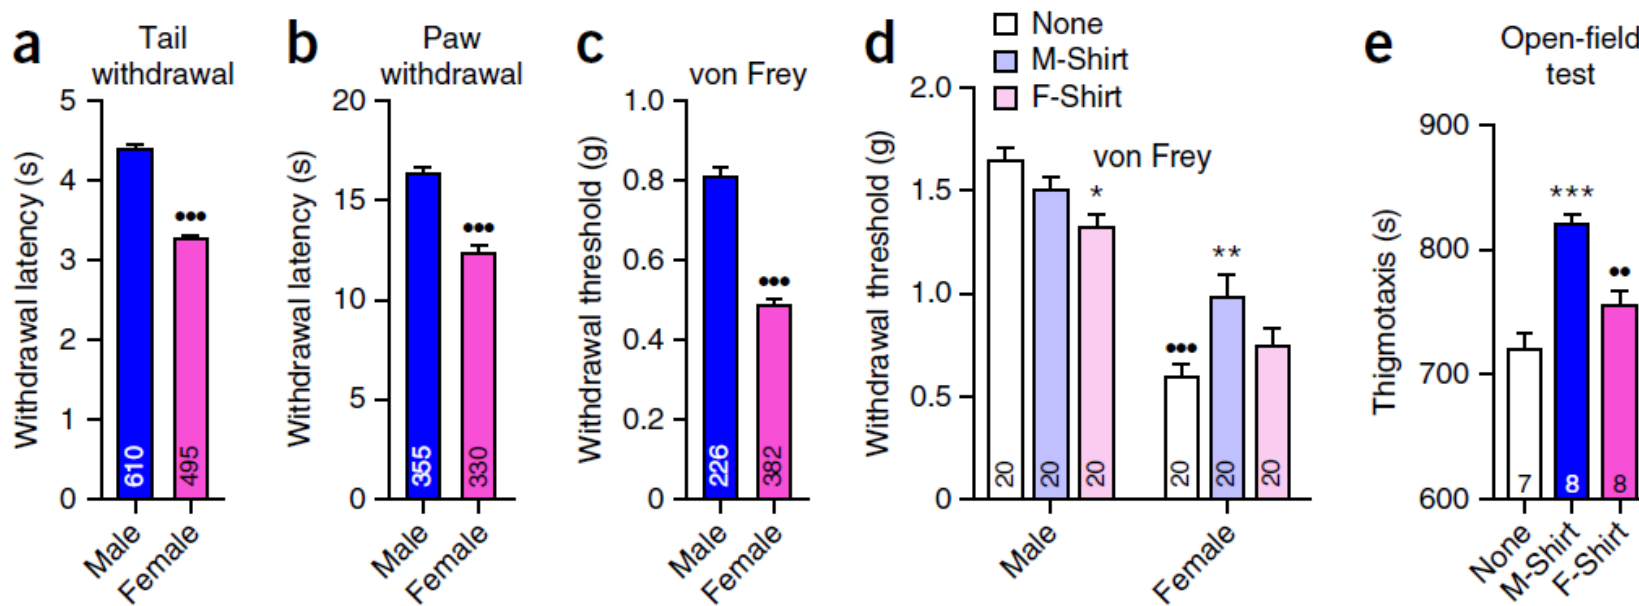 a
Tail
withdrawal
Withdrawal latency (s)
5
4
3
2
1
0
•••
610
495
Male
Female
b
Paw
withdrawal
Withdrawal latency (s)
20
15
10
5
0
•••
355
330
Male
Female
c
von Frey
Withdrawal threshold (g)
1.0
0.8
0.6
0.4
0.2
0
•••
226
382
Male
Female
d
None
M-Shirt
F-Shirt
von Frey
Withdrawal threshold (g)
2.0
1.5
1.0
0.5
0
*
•••
**
20
20
20
20
20
20
Male
Female
e
Open-field
test
Thigmotaxis (s)
900
800
700
600
***
••
7
8
8
None
M-Shirt
F-Shirt